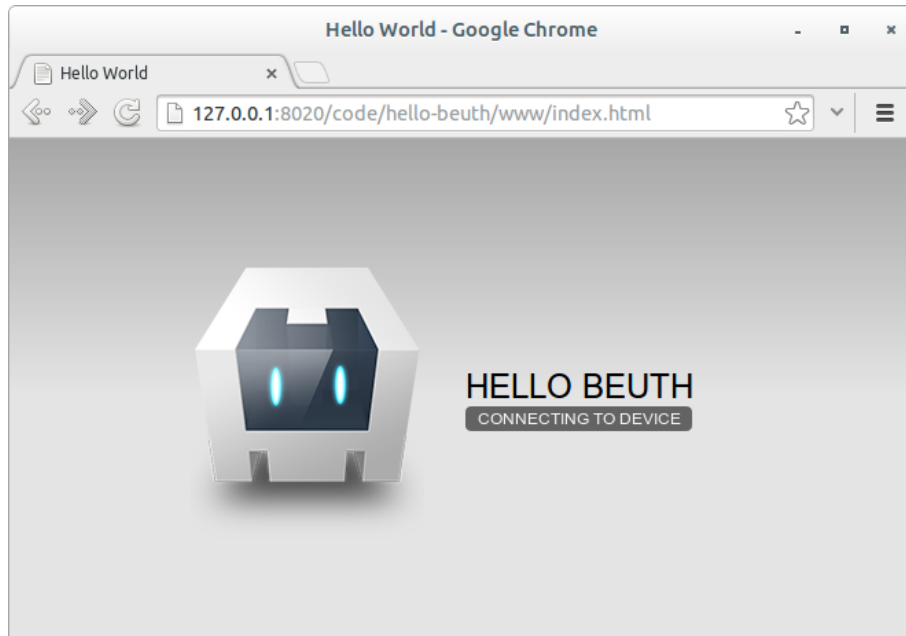 Hello World - Google Chrome
Hello World
127.0.0.1:8020/code/hello-beuth/www/index.html
HELLO BEUTH
CONNECTING TO DEVICE